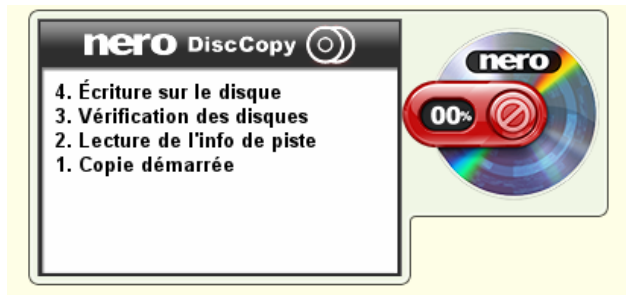 nero DiscCopy
nero
4. Écriture sur le disque
3. Vérification des disques
2. Lecture de l'info de piste
1. Copie démarrée
00%